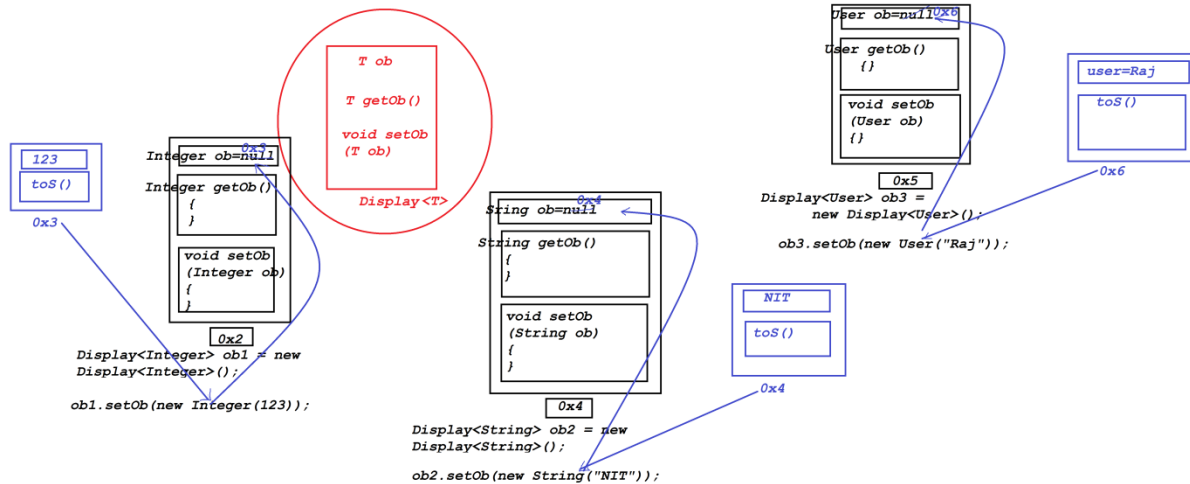 T ob
T getOb()
void setOb
(T ob)
Display<T>
123
toS()
0x3
0x3
Integer ob=null
Integer getOb()
{
}
void setOb
(Integer ob)
{
}
0x2
Display<Integer> ob1 = new
Display<Integer>();
ob1.setOb(new Integer(123));
0x4
Sring ob=null
String getOb()
{
}
void setOb
(String ob)
{
}
0x4
Display<String> ob2 = new
Display<String>();
ob2.setOb(new String("NIT"));
NIT
toS()
0x4
User ob=null
0x6
User getOb()
{}
void setOb
(User ob)
{}
0x5
Display<User> ob3 =
new Display<User>();
ob3.setOb(new User("Raj"));
user=Raj
toS()
0x6